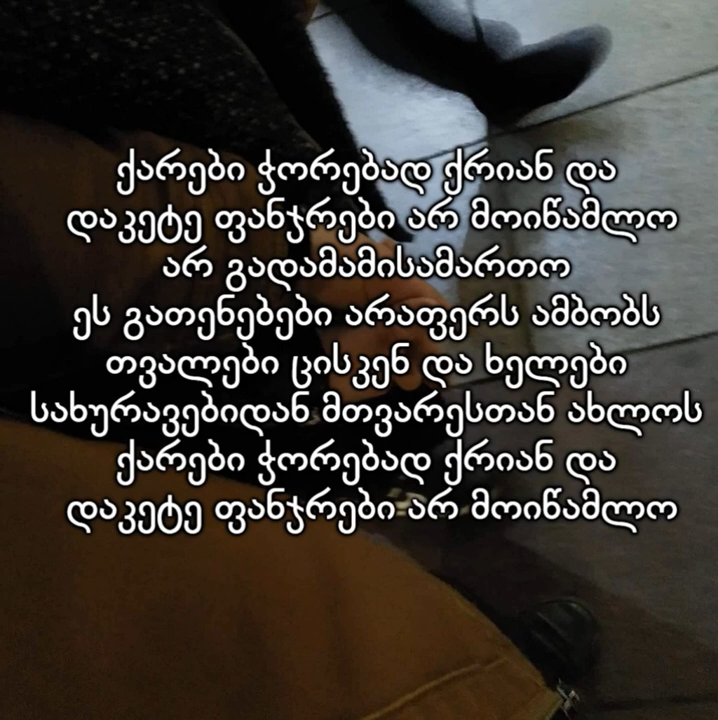 ქარები ჭორებად ქრიან და
დაკეტე ფანჯრები არ მოიწამლო
არ გადამამისამართო
ეს გათენებები არაფერს ამბობს
თვალები ცისკენ და ხელები
სახურავებიდან მთვარესთან ახლოს
ქარები ჭორებად ქრიან და
დაკეტე ფანჯრები არ მოიწამლო